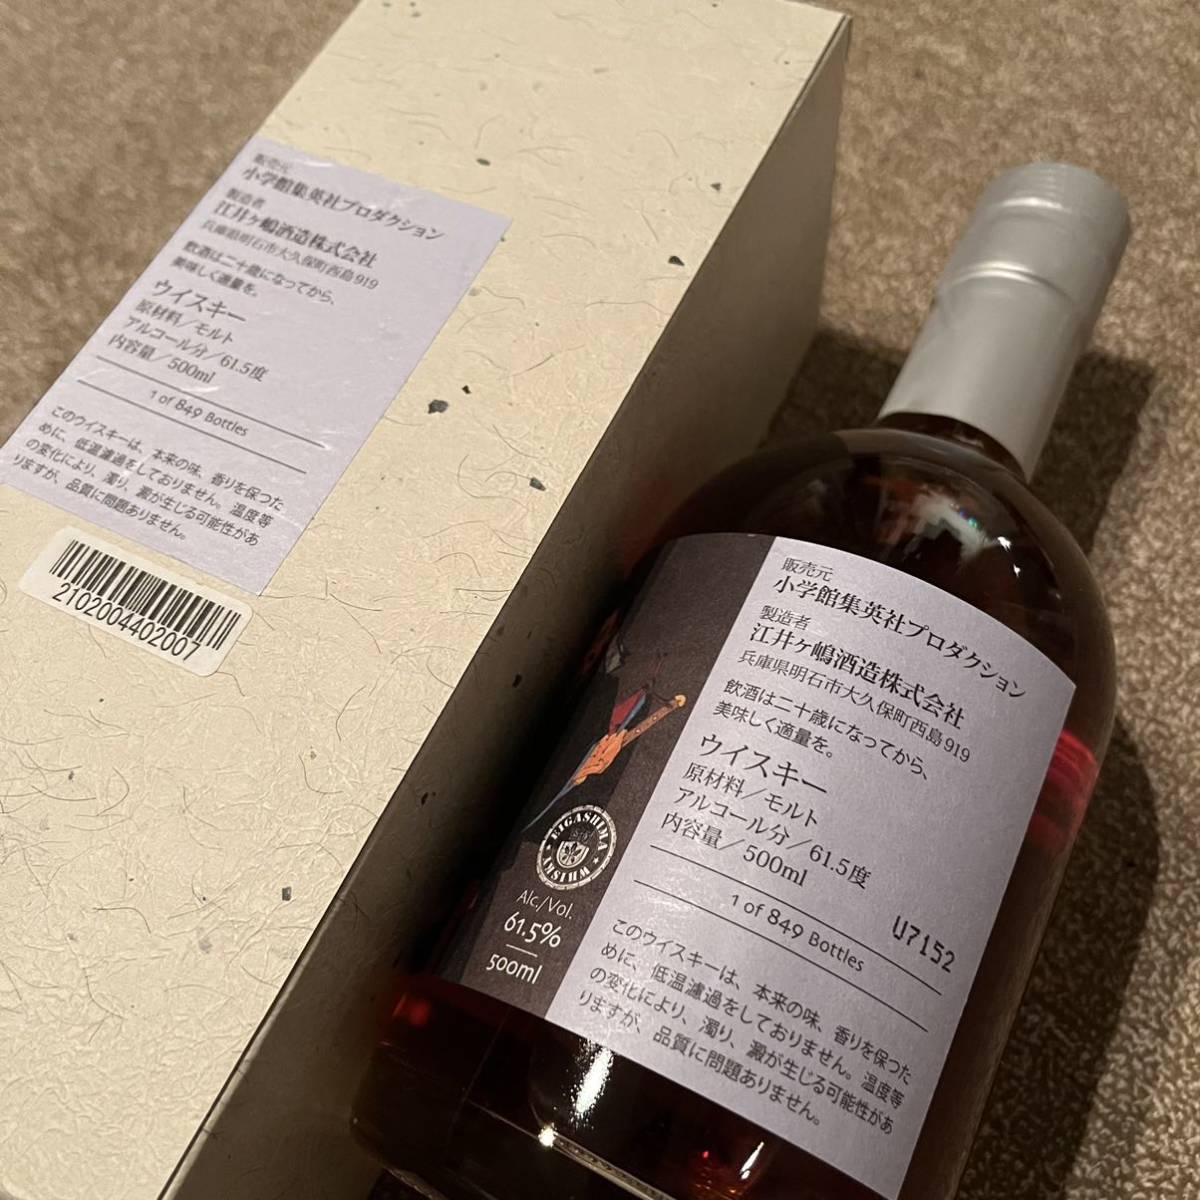 販売元
小学館集英社プロダクション
製造者
江井ヶ嶋酒造株式会社
兵庫県明石市大久保町西島919
飲酒は二十歳になってから、
美味しく適量を。
ウイスキー
原材料／モルト
アルコール分／61.5度
内容量／500ml
1 of 849 Bottles
このウイスキーは、本来の味、香りを保つた
めに、低温濾過をしておりません。温度等
の変化により、濁り、澱が生じる可能性があ
りますが、品質に問題ありません。
2102004402007
販売元
小学館集英社プロダクション
製造者
江井ヶ嶋酒造株式会社
兵庫県明石市大久保町西島919
飲酒は二十歳になってから、
美味しく適量を。
ウイスキー
原材料／モルト
アルコール分／61.5度
内容量／500ml
1 of 849 Bottles
U7152
このウイスキーは、本来の味、香りを保つた
めに、低温濾過をしておりません。温度等
の変化により、濁り、澱が生じる可能性があ
りますが、品質に問題ありません。
EIGASHIMA
WHISKY
Alc./Vol.
61.5%
500ml